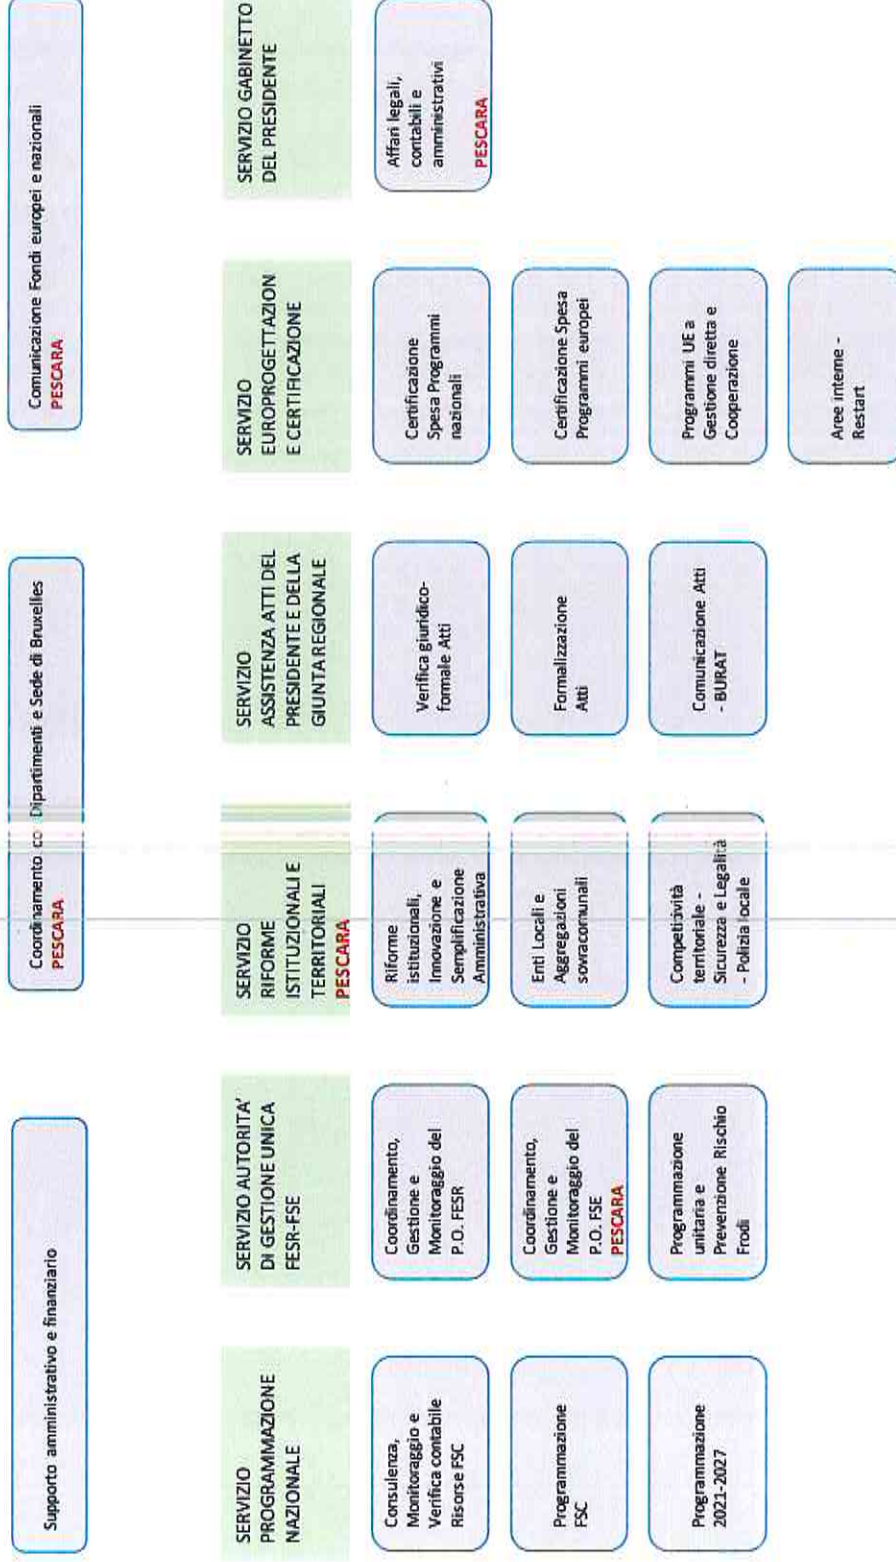 Supporto amministrativo e finanziario
Coordinamento co Dipartimenti e Sede di Bruxelles
PESCARA
Comunicazione Fondi europei e nazionali
PESCARA
SERVIZIO
PROGRAMMAZIONE
NAZIONALE
Consulenza,
Monitoraggio e
Verifica contabile
Risorse FSC
Programmazione
FSC
Programmazione
2021-2027
SERVIZIO AUTORITA'
DI GESTIONE UNICA
FESR-FSE
Coordinamento,
Gestione e
Monitoraggio del
P.O. FESR
Coordinamento,
Gestione e
Monitoraggio del
P.O. FSE
PESCARA
Programmazione
unitaria e
Prevenzione Rischio
Frodi
SERVIZIO
RIFORME
ISTITUZIONALI E
TERRITORIALI
PESCARA
Riforme
istituzionali,
Innovazione e
Semplificazione
Amministrativa
Enti Locali e
Aggregazioni
sovracomunali
Competitività
territoriale -
Sicurezza e Legalità
- Polizia locale
SERVIZIO
ASSISTENZA ATTI DEL
PRESIDENTE E DELLA
GIUNTA REGIONALE
Verifica giuridico-
formale Atti
Formalizzazione
Atti
Comunicazione Atti
- BURAT
SERVIZIO
EUROPROGETTAZION
E CERTIFICAZIONE
Certificazione
Spesa Programmi
nazionali
Certificazione Spesa
Programmi europei
Programmi UE a
Gestione diretta e
Cooperazione
Aree interne -
Restart
SERVIZIO GABINETTO
DEL PRESIDENTE
Affari legali,
contabili e
amministrativi
PESCARA